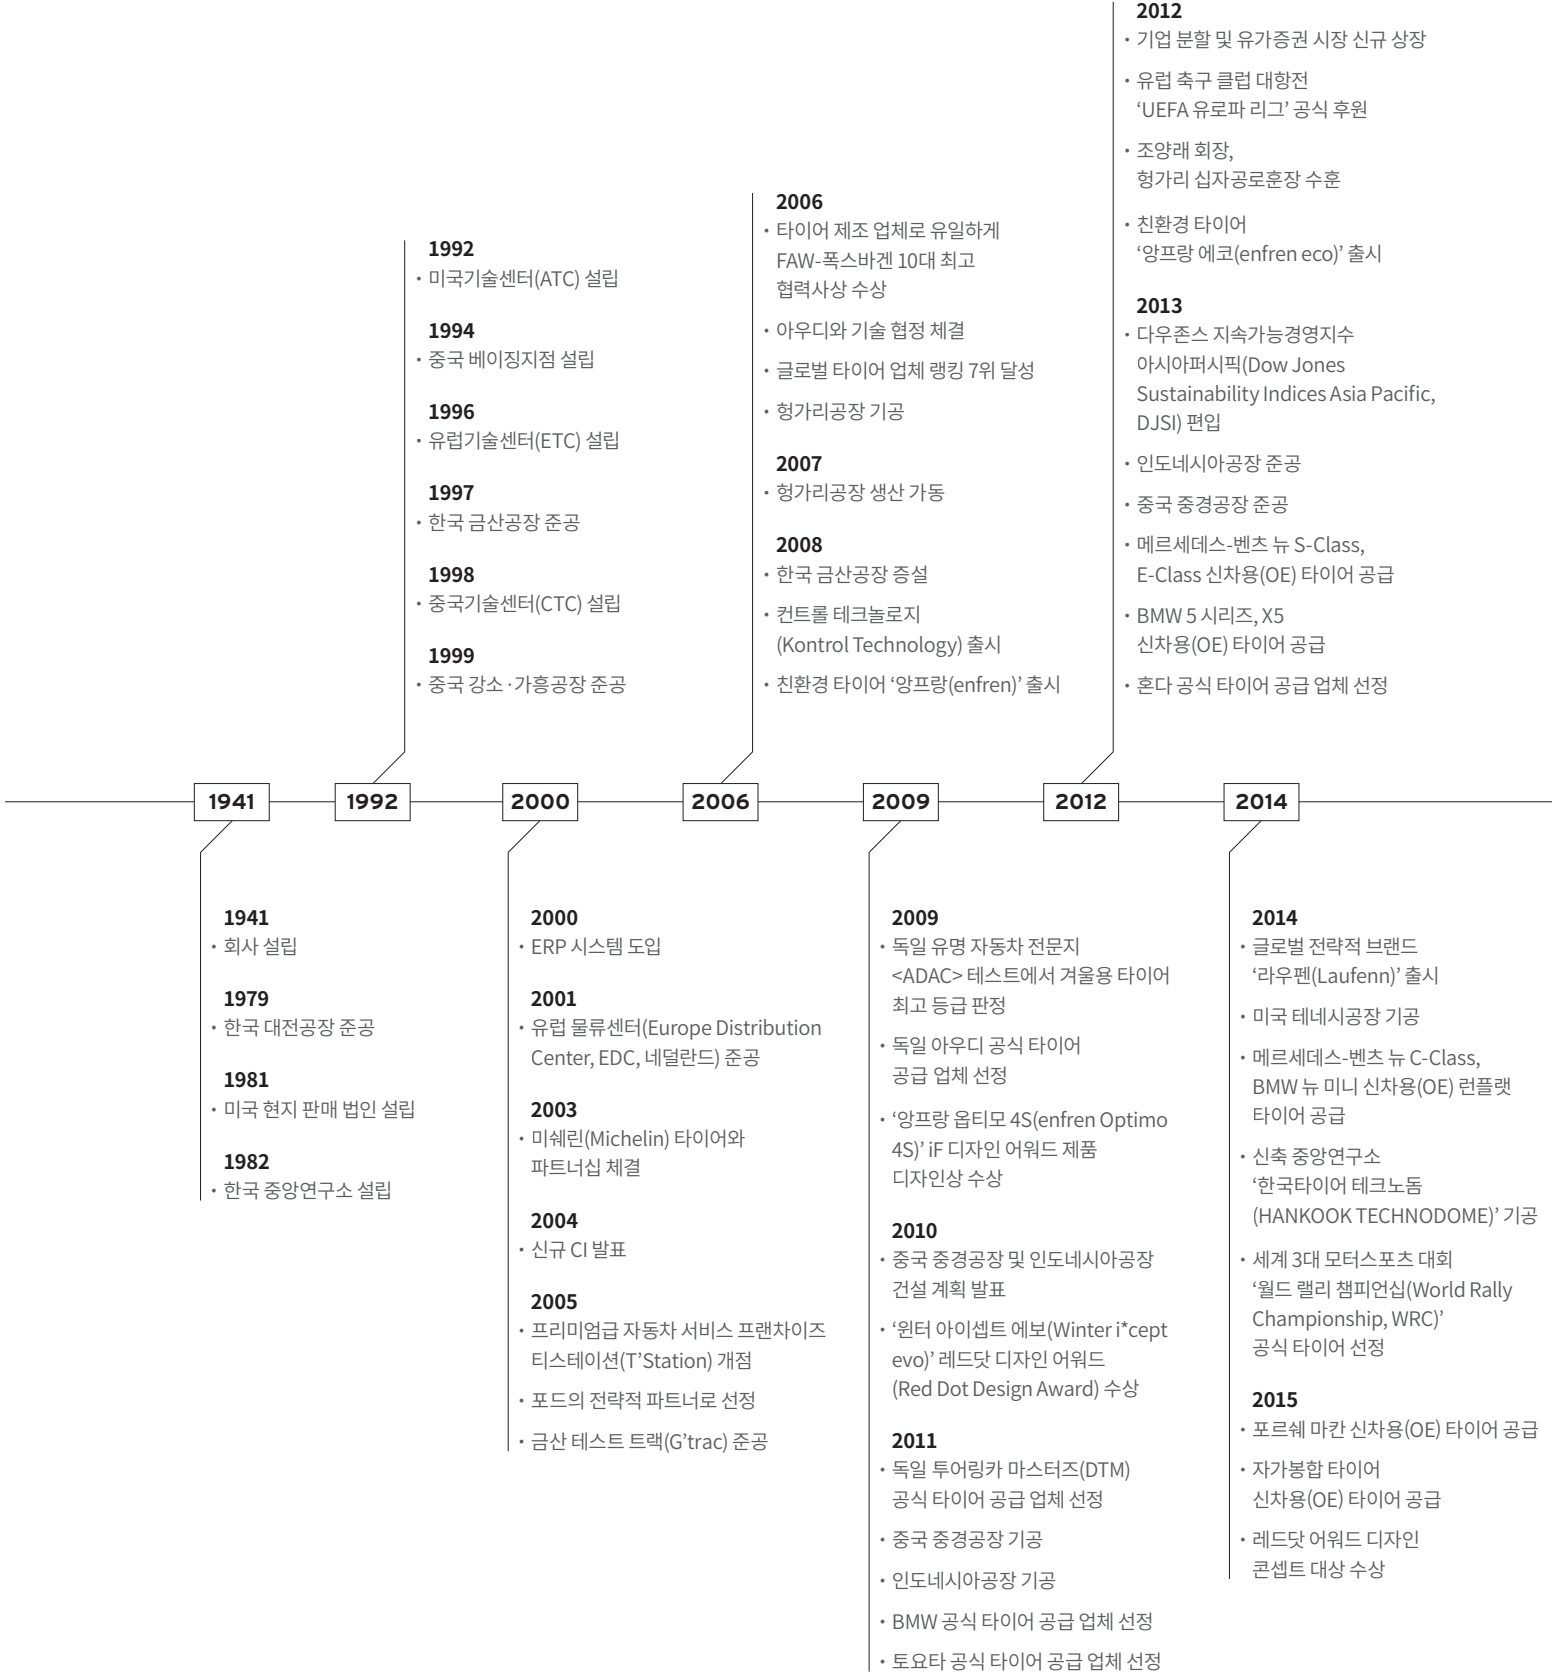 1992
· 미국기술센터(ATC) 설립
1994
· 중국 베이징지점 설립
1996
· 유럽기술센터(ETC) 설립
1997
· 한국 금산공장 준공
1998
· 중국기술센터(CTC) 설립
1999
· 중국 강소·가흥공장 준공
2006
· 타이어 제조 업체로 유일하게
FAW-폭스바겐 10대 최고
협력사상 수상
· 아우디와 기술 협정 체결
· 글로벌 타이어 업체 랭킹 7위 달성
· 헝가리공장 기공
2007
· 헝가리공장 생산 가동
2008
· 한국 금산공장 증설
· 컨트롤 테크놀로지
(Kontrol Technology) 출시
· 친환경 타이어 ‘앙프랑(enfren)’ 출시
2012
· 기업 분할 및 유가증권 시장 신규 상장
· 유럽 축구 클럽 대항전
‘UEFA 유로파 리그’ 공식 후원
· 조양래 회장,
헝가리 십자공로훈장 수훈
· 친환경 타이어
‘앙프랑 에코(enfren eco)’ 출시
2013
· 다우존스 지속가능경영지수
아시아퍼시픽(Dow Jones
Sustainability Indices Asia Pacific,
DJSI) 편입
· 인도네시아공장 준공
· 중국 중경공장 준공
· 메르세데스-벤츠 뉴 S-Class,
E-Class 신차용(OE) 타이어 공급
· BMW 5 시리즈, X5
신차용(OE) 타이어 공급
· 혼다 공식 타이어 공급 업체 선정
1941
1992
2000
2006
2009
2012
2014
1941
· 회사 설립
1979
· 한국 대전공장 준공
1981
· 미국 현지 판매 법인 설립
1982
· 한국 중앙연구소 설립
2000
· ERP 시스템 도입
2001
· 유럽 물류센터(Europe Distribution
Center, EDC, 네덜란드) 준공
2003
· 미쉐린(Michelin) 타이어와
파트너십 체결
2004
· 신규 CI 발표
2005
· 프리미엄급 자동차 서비스 프랜차이즈
티스테이션(T’Station) 개점
· 포드의 전략적 파트너로 선정
· 금산 테스트 트랙(G’trac) 준공
2009
· 독일 유명 자동차 전문지
<ADAC> 테스트에서 겨울용 타이어
최고 등급 판정
· 독일 아우디 공식 타이어
공급 업체 선정
· ‘앙프랑 옵티모 4S(enfren Optimo
4S)’ iF 디자인 어워드 제품
디자인상 수상
2010
· 중국 중경공장 및 인도네시아공장
건설 계획 발표
· ‘윈터 아이셉트 에보(Winter i*cept
evo)’ 레드닷 디자인 어워드
(Red Dot Design Award) 수상
2011
· 독일 투어링카 마스터즈(DTM)
공식 타이어 공급 업체 선정
· 중국 중경공장 기공
· 인도네시아공장 기공
· BMW 공식 타이어 공급 업체 선정
· 토요타 공식 타이어 공급 업체 선정
2014
· 글로벌 전략적 브랜드
‘라우펜(Laufenn)’ 출시
· 미국 테네시공장 기공
· 메르세데스-벤츠 뉴 C-Class,
BMW 뉴 미니 신차용(OE) 런플랫
타이어 공급
· 신축 중앙연구소
‘한국타이어 테크노돔
(HANKOOK TECHNODOME)’ 기공
· 세계 3대 모터스포츠 대회
‘월드 랠리 챔피언십(World Rally
Championship, WRC)’
공식 타이어 선정
2015
· 포르쉐 마칸 신차용(OE) 타이어 공급
· 자가봉합 타이어
신차용(OE) 타이어 공급
· 레드닷 어워드 디자인
콘셉트 대상 수상